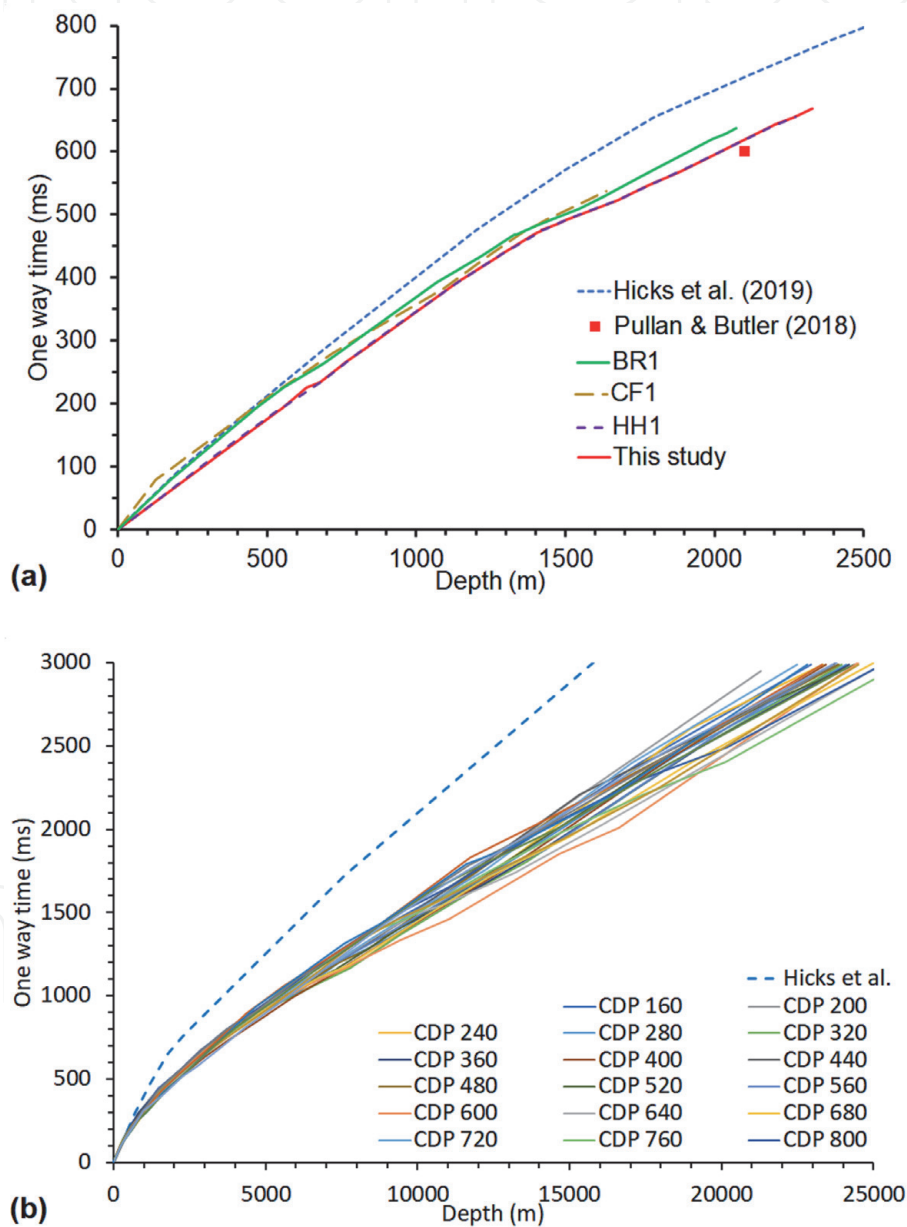 800
700
600
500
400
300
200
100
0
One way time (ms)
0 500 1000 1500 2000 2500
Depth (m)
Hicks et al. (2019)
Pullan & Butler (2018)
BR1
CF1
HH1
This study
(a)
3000
2500
2000
1500
1000
500
0
One way time (ms)
Hicks et al.
CDP 160 CDP 200
CDP 240 CDP 280 CDP 320
CDP 360 CDP 400 CDP 440
CDP 480 CDP 520 CDP 560
CDP 600 CDP 640 CDP 680
CDP 720 CDP 760 CDP 800
0 5000 10000 15000 20000 25000
Depth (m)
(b)